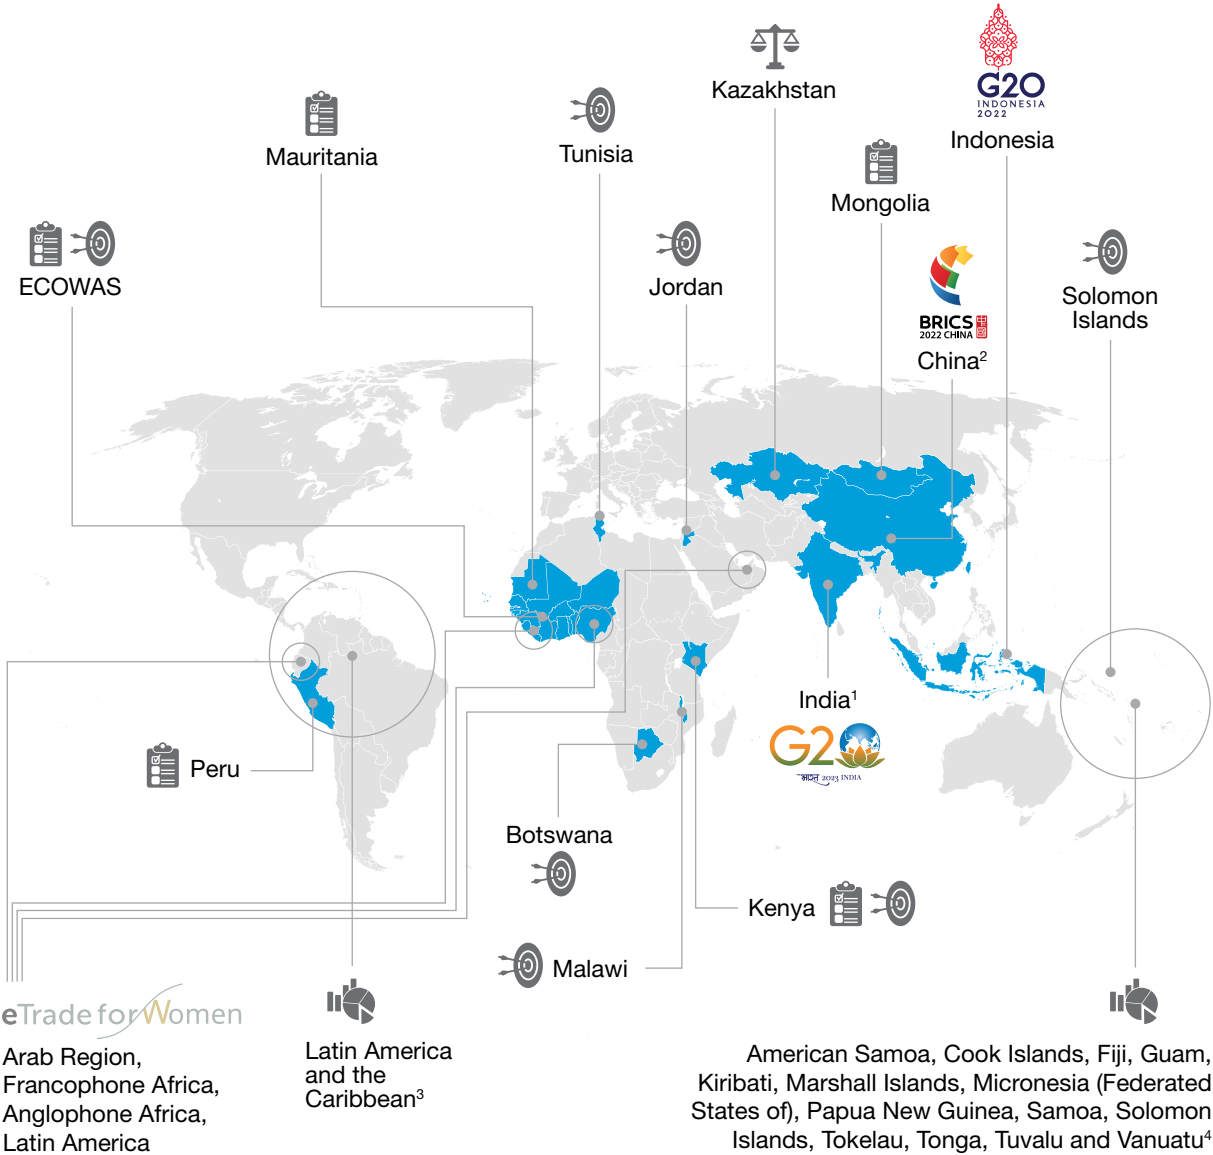 Kazakhstan
G20
INDONESIA
2022
Indonesia
Mauritania
Tunisia
Mongolia
ECOWAS
Jordan
BRICS
2022 CHINA
China²
Solomon
Islands
India¹
G20
भारत 2023 INDIA
Peru
Botswana
Kenya
Malawi
eTrade for Women
Arab Region,
Francophone Africa,
Anglophone Africa,
Latin America
Latin America
and the
Caribbean³
American Samoa, Cook Islands, Fiji, Guam,
Kiribati, Marshall Islands, Micronesia (Federated
States of), Papua New Guinea, Samoa, Solomon
Islands, Tokelau, Tonga, Tuvalu and Vanuatu⁴